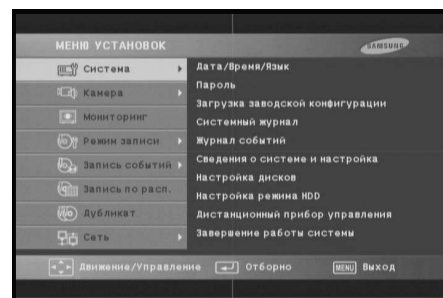 МЕНЮ УСТАНОВОК
SAMSUNG
Система
Камера
Мониторинг
Режим записи
Запись событий
Запись по расп.
Дубликат
Сеть
Дата/Время/Язык
Пароль
Загрузка заводской конфигурации
Системный журнал
Журнал событий
Сведения о системе и настройка
Настройка дисков
Настройка режима HDD
Дистанционный прибор управления
Завершение работы системы
Движение/Управление
Отборно
MENU Выход